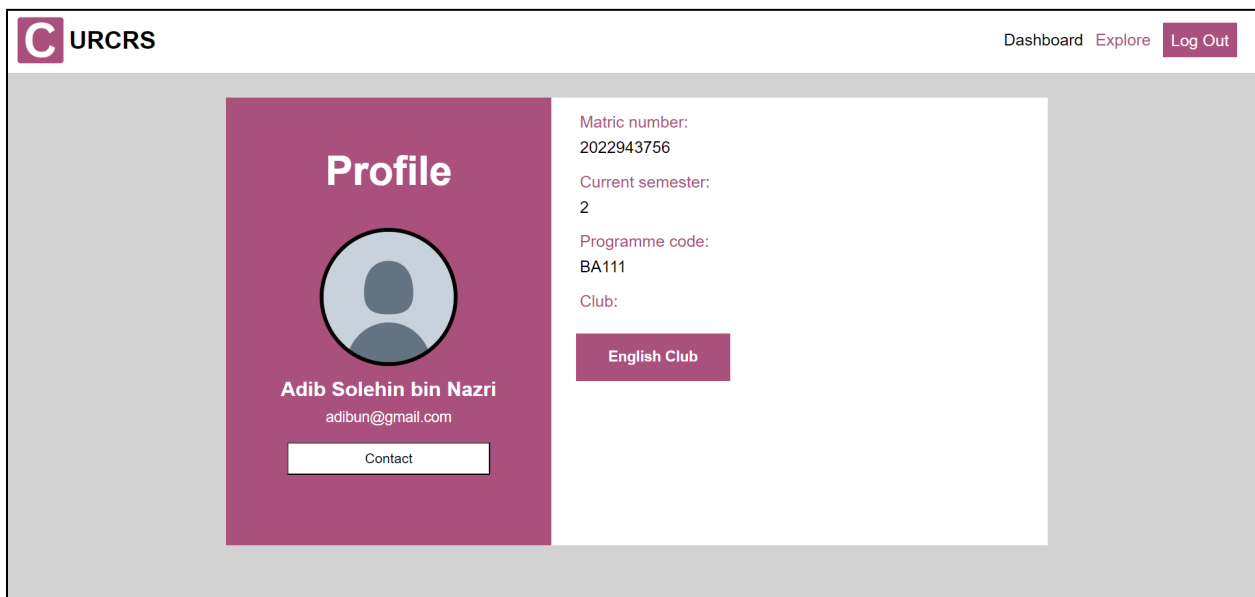 C URCRS
Dashboard Explore Log Out
Profile
Adib Solehin bin Nazri
adibun@gmail.com
Contact
Matric number:
2022943756
Current semester:
2
Programme code:
BA111
Club:
English Club